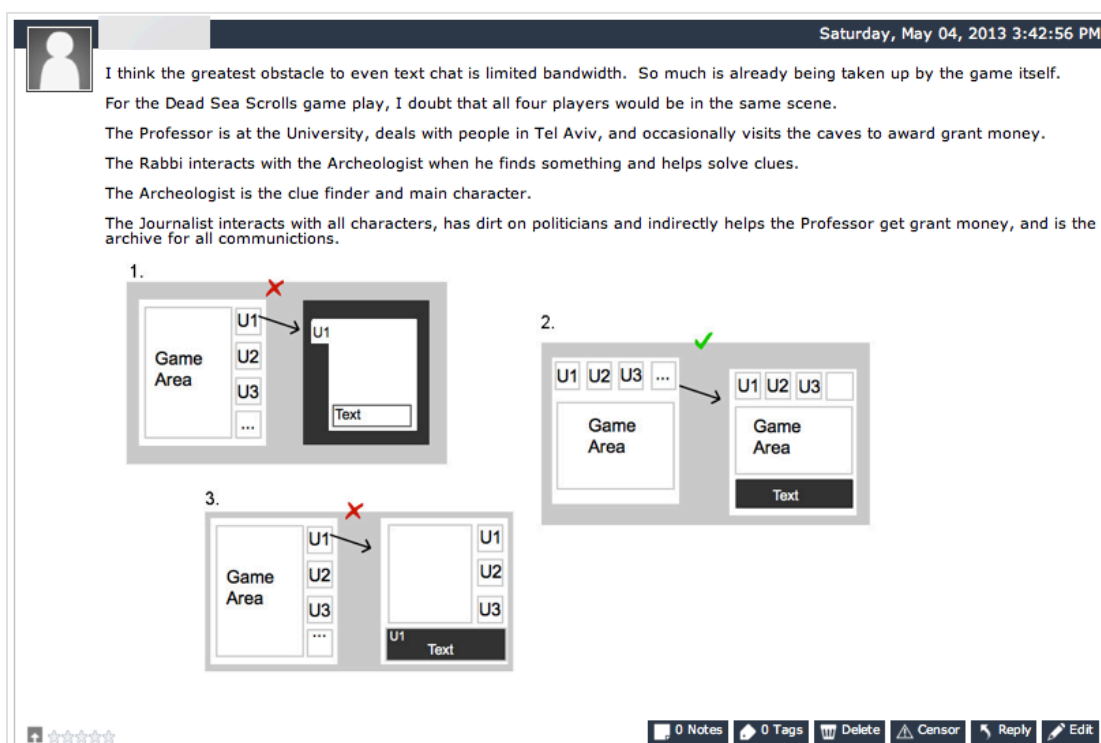 Saturday, May 04, 2013 3:42:56 PM
I think the greatest obstacle to even text chat is limited bandwidth.  So much is already being taken up by the game itself.
For the Dead Sea Scrolls game play, I doubt that all four players would be in the same scene.
The Professor is at the University, deals with people in Tel Aviv, and occasionally visits the caves to award grant money.
The Rabbi interacts with the Archeologist when he finds something and helps solve clues.
The Archeologist is the clue finder and main character.
The Journalist interacts with all characters, has dirt on politicians and indirectly helps the Professor get grant money, and is the
archive for all communictions.
1.
Game
Area
U1
U2
U3
...
U1
Text
2.
U1 U2 U3 ...
Game
Area
U1 U2 U3
Game
Area
Text
3.
Game
Area
U1
U2
U3
...
U1
U2
U3
U1
Text
0 Notes 0 Tags Delete Censor Reply Edit